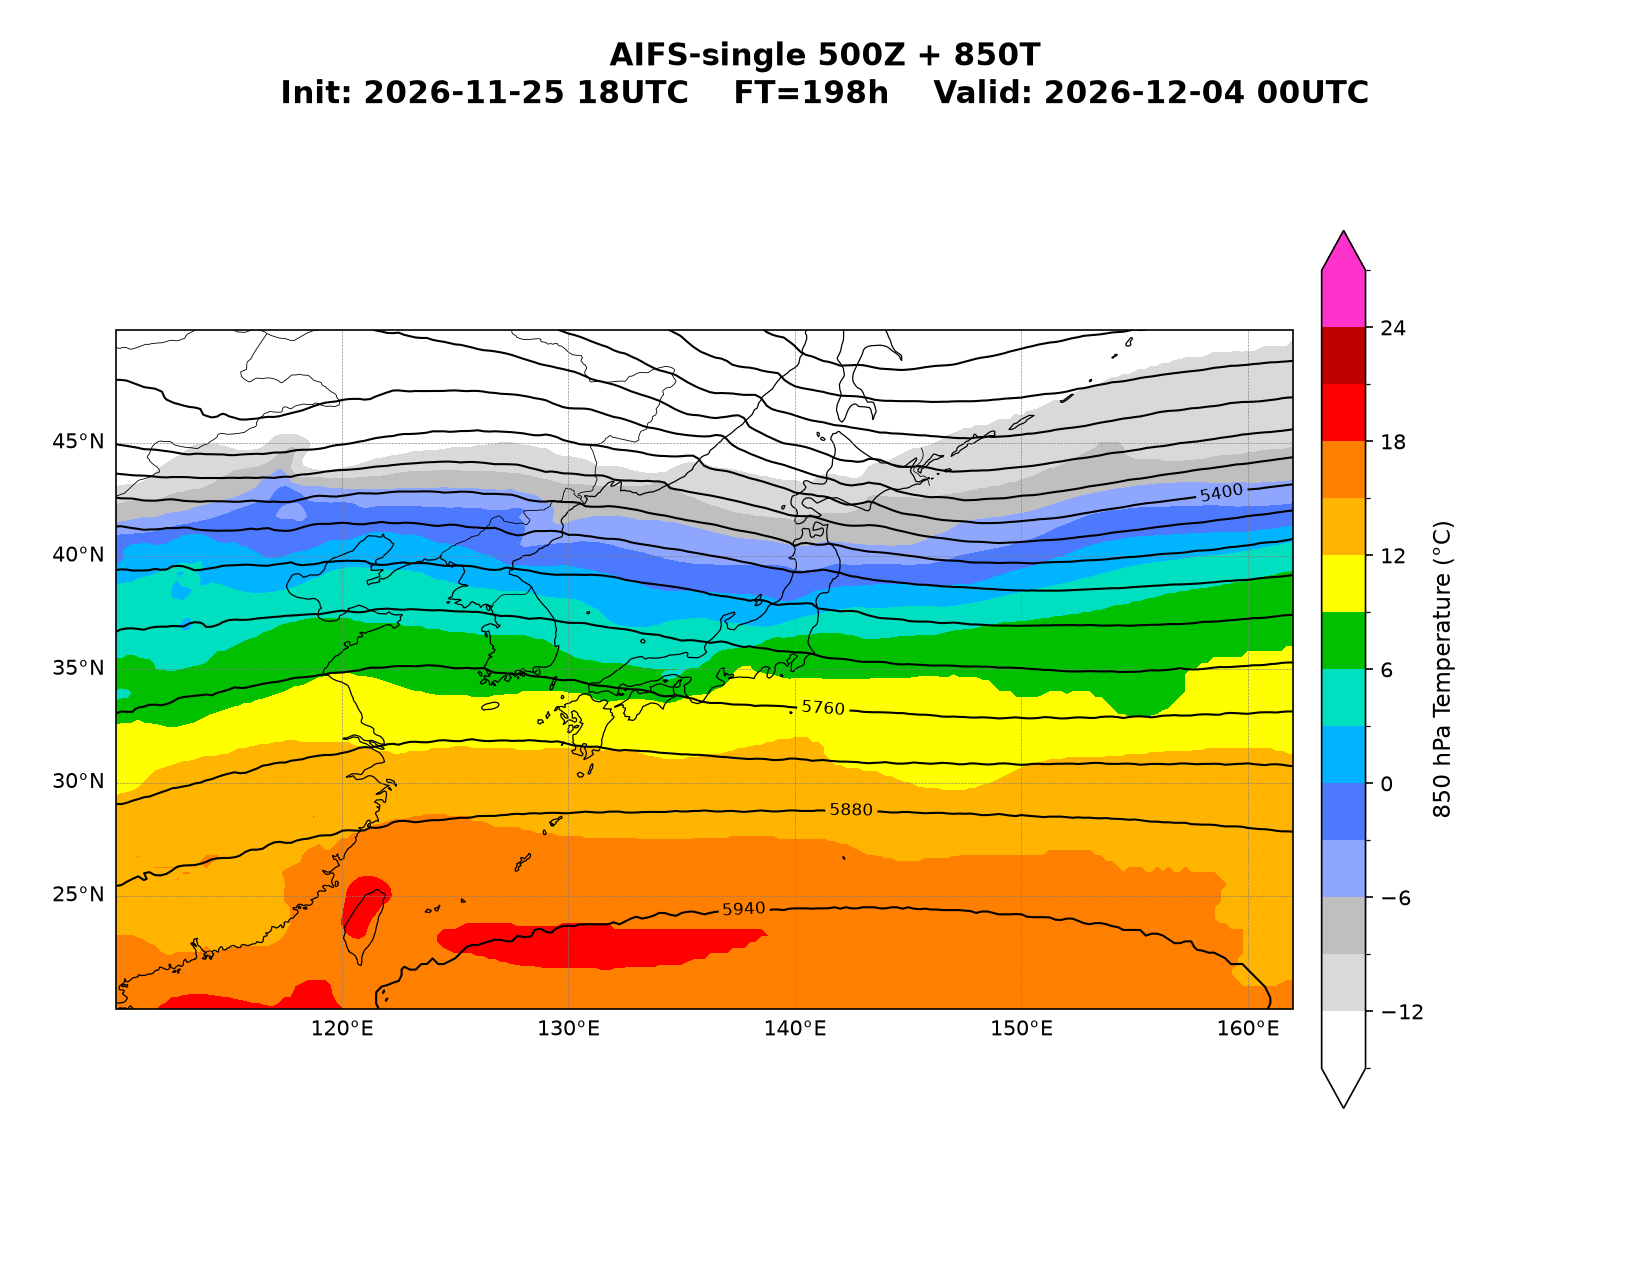 AIFS-single 500Z + 850T
Init: 2026-11-25 18UTC    FT=198h    Valid: 2026-12-04 00UTC
24
18
12
6
0
−6
−12
850 hPa Temperature (°C)
45°N
40°N
35°N
30°N
25°N
5400
5760
5880
5940
120°E
130°E
140°E
150°E
160°E